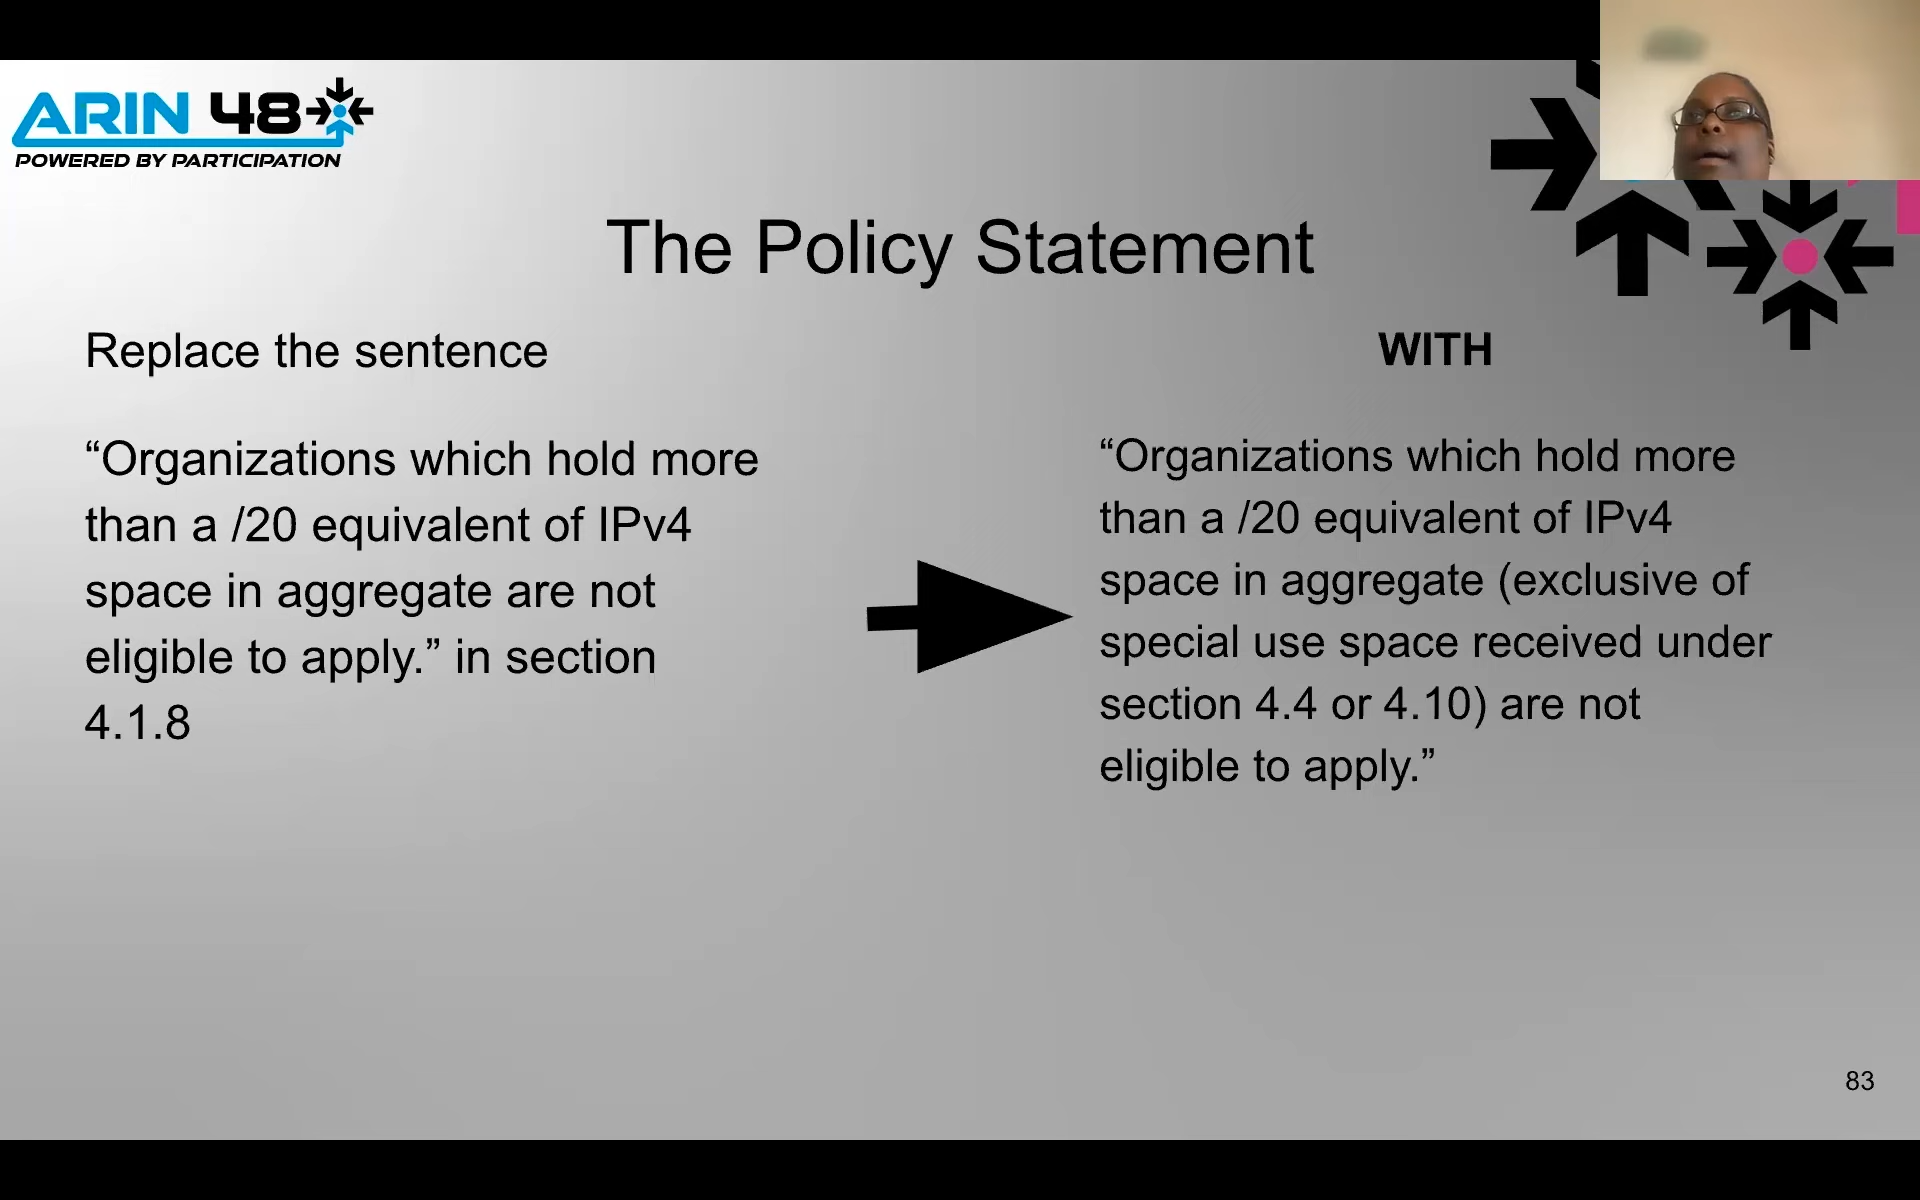 ARIN 48
POWERED BY PARTICIPATION
The Policy Statement
Replace the sentence
“Organizations which hold more
than a /20 equivalent of IPv4
space in aggregate are not
eligible to apply.” in section
4.1.8
WITH
“Organizations which hold more
than a /20 equivalent of IPv4
space in aggregate (exclusive of
special use space received under
section 4.4 or 4.10) are not
eligible to apply.”
83